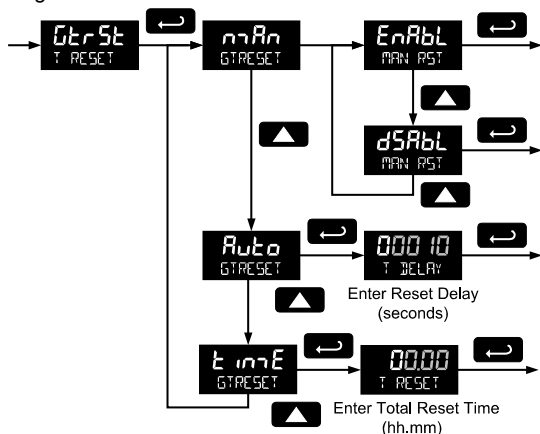 GtrSt
T RESET
mAn
GTRESET
EnAbL
MAN RST
dSAbL
MAN RST
Auto
GTRESET
00010
T DELAY
Enter Reset Delay
(seconds)
timE
GTRESET
00.00
T RESET
Enter Total Reset Time
(hh.mm)